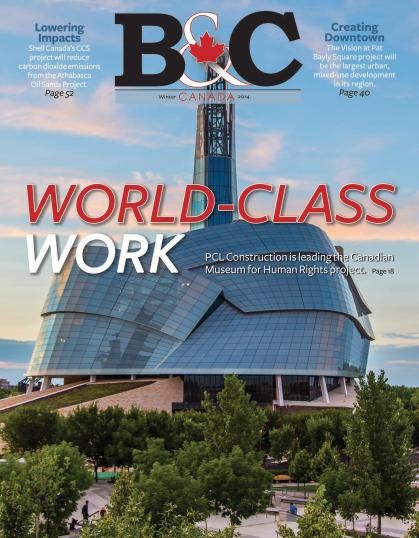 Lowering
Impacts
Shell Canada's CCS
project will reduce
carbon dioxide emissions
from the Athabasca
Oil Sands Project.
Page 52
B&C
Winter CANADA 2014
Creating
Downtown
The Vision at Pat
Bayly Square project will
be the largest urban,
mixed-use development
in its region.
Page 40
WORLD-CLASS
WORK
PCL Construction is leading the Canadian
Museum for Human Rights project. Page 18